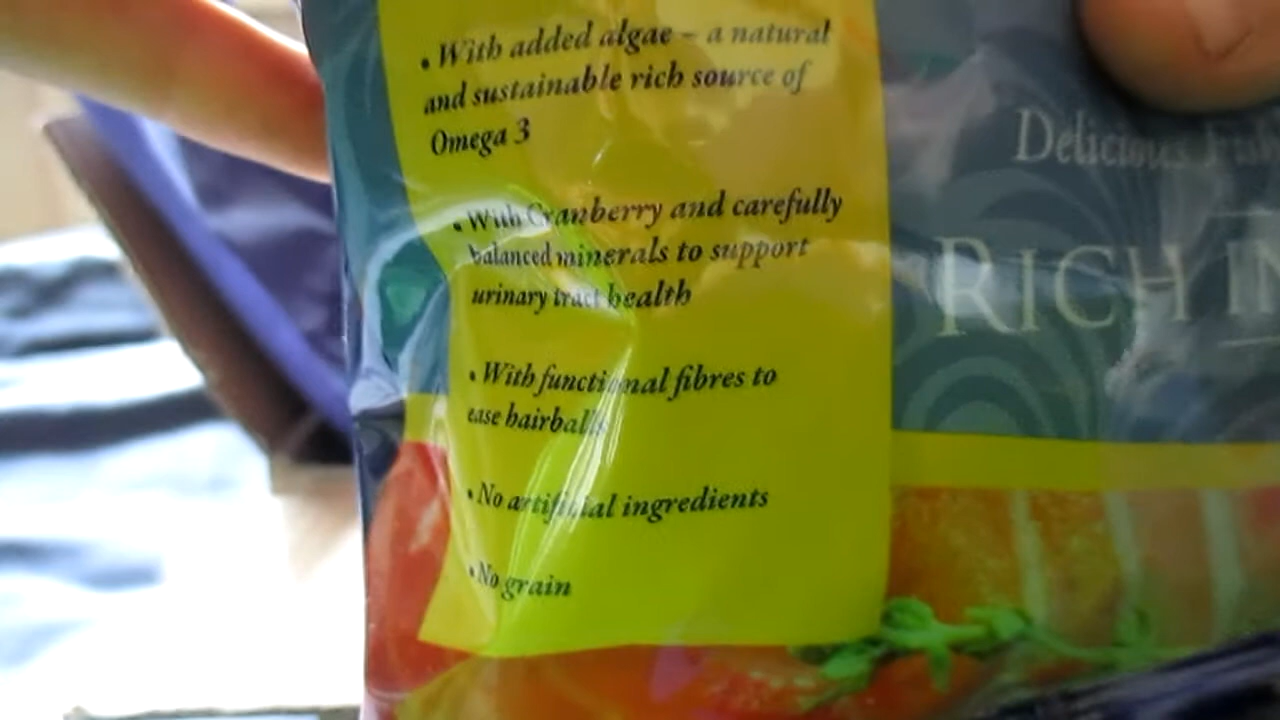 • With added algae – a natural
and sustainable rich source of
Omega 3
• With Cranberry and carefully
balanced minerals to support
urinary tract health
• With functional fibres to
ease hairballs
• No artificial ingredients
• No grain
Delicious
RICH